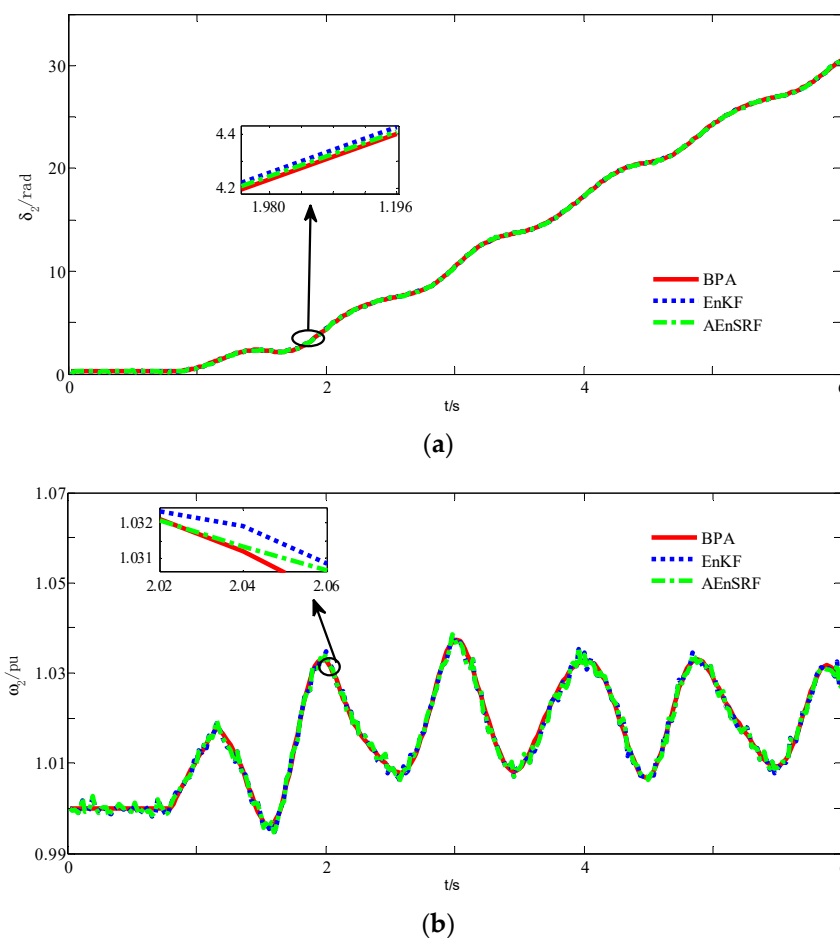 30
20
10
0
δ₂/rad
4.4
4.2
1.980
1.196
BPA
EnKF
AEnSRF
0
2
4
6
t/s
(a)
1.07
1.05
1.03
1.01
0.99
ω₂/pu
1.032
1.031
2.02
2.04
2.06
BPA
EnKF
AEnSRF
0
2
4
6
t/s
(b)